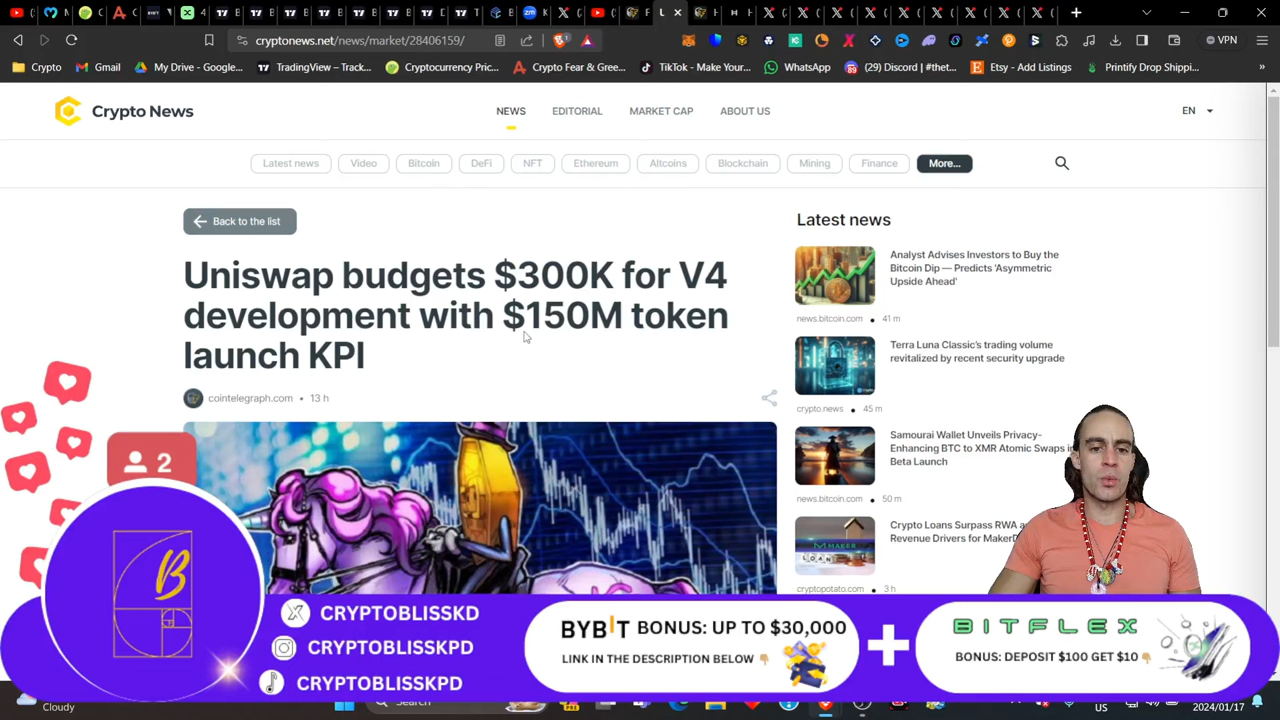 cryptonews.net/news/market/28406159/
VPN
Crypto
Gmail
My Drive - Google...
TradingView – Track...
Cryptocurrency Pric...
Crypto Fear & Gree...
TikTok - Make Your...
WhatsApp
(29) Discord | #thet...
Etsy - Add Listings
Printify Drop Shippi...
Crypto News
NEWS
EDITORIAL
MARKET CAP
ABOUT US
EN
Latest news
Video
Bitcoin
DeFi
NFT
Ethereum
Altcoins
Blockchain
Mining
Finance
More...
Back to the list
Uniswap budgets $300K for V4
development with $150M token
launch KPI
cointelegraph.com • 13 h
Latest news
Analyst Advises Investors to Buy the
Bitcoin Dip — Predicts 'Asymmetric
Upside Ahead'
news.bitcoin.com • 41 m
Terra Luna Classic's trading volume
revitalized by recent security upgrade
crypto.news • 45 m
Samourai Wallet Unveils Privacy-
Enhancing BTC to XMR Atomic Swaps in
Beta Launch
news.bitcoin.com • 50 m
Crypto Loans Surpass RWA a
Revenue Drivers for MakerD
MAKER
LOAN
cryptopotato.com • 3 h
2
B
X CRYPTOBLISSKD
CRYPTOBLISSKPD
CRYPTOBLISSKPD
BYBIT BONUS: UP TO $30,000
LINK IN THE DESCRIPTION BELOW
+
BITFLEX
BONUS: DEPOSIT $100 GET $10
Cloudy
Search
US
2024/01/17